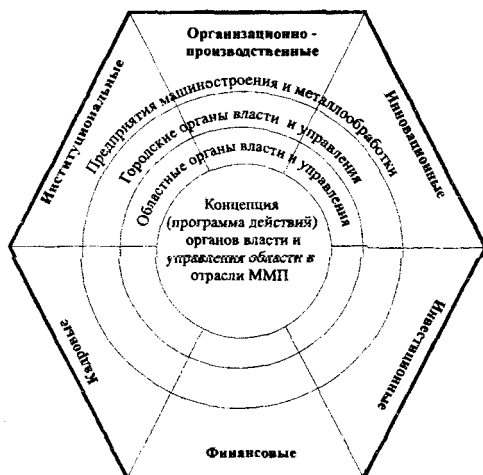 Организационно -
производственные
Институциональные
Инновационные
Предприятия машиностроения и металлообработки
Городские органы власти и управления
Областные органы власти и управления
Концепция
(программа действий)
органов власти и
управления области в
отрасли ММП
Кадровые
Инвестиционные
Финансовые